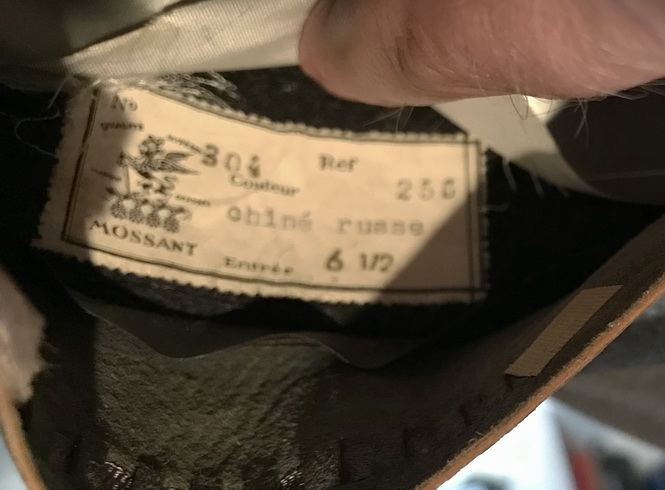 No 304 Ref 256
Couleur
chiné russe
MOSSANT
Entrée 6 1/2